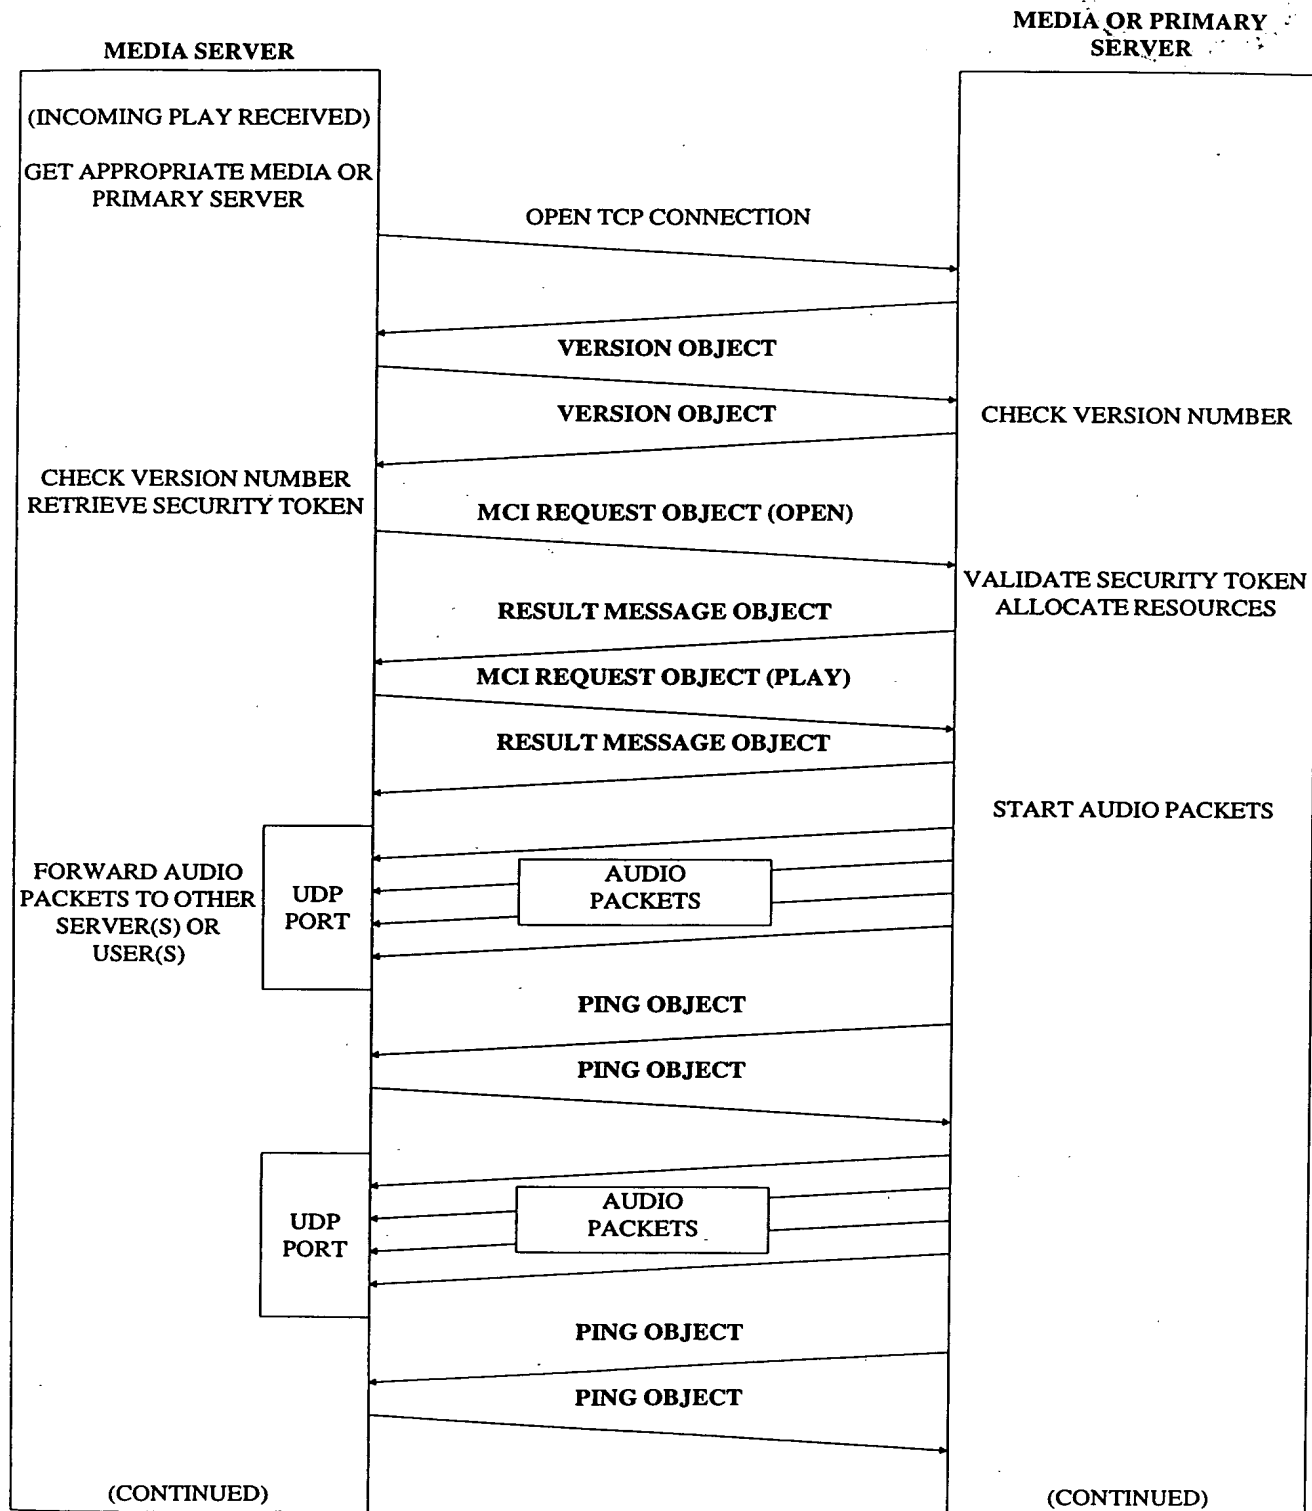 MEDIA SERVER
MEDIA OR PRIMARY
SERVER
(INCOMING PLAY RECEIVED)
GET APPROPRIATE MEDIA OR
PRIMARY SERVER
OPEN TCP CONNECTION
VERSION OBJECT
VERSION OBJECT
CHECK VERSION NUMBER
CHECK VERSION NUMBER
RETRIEVE SECURITY TOKEN
MCI REQUEST OBJECT (OPEN)
VALIDATE SECURITY TOKEN
ALLOCATE RESOURCES
RESULT MESSAGE OBJECT
MCI REQUEST OBJECT (PLAY)
RESULT MESSAGE OBJECT
START AUDIO PACKETS
FORWARD AUDIO
PACKETS TO OTHER
SERVER(S) OR
USER(S)
UDP
PORT
AUDIO
PACKETS
PING OBJECT
PING OBJECT
UDP
PORT
AUDIO
PACKETS
PING OBJECT
PING OBJECT
(CONTINUED)
(CONTINUED)